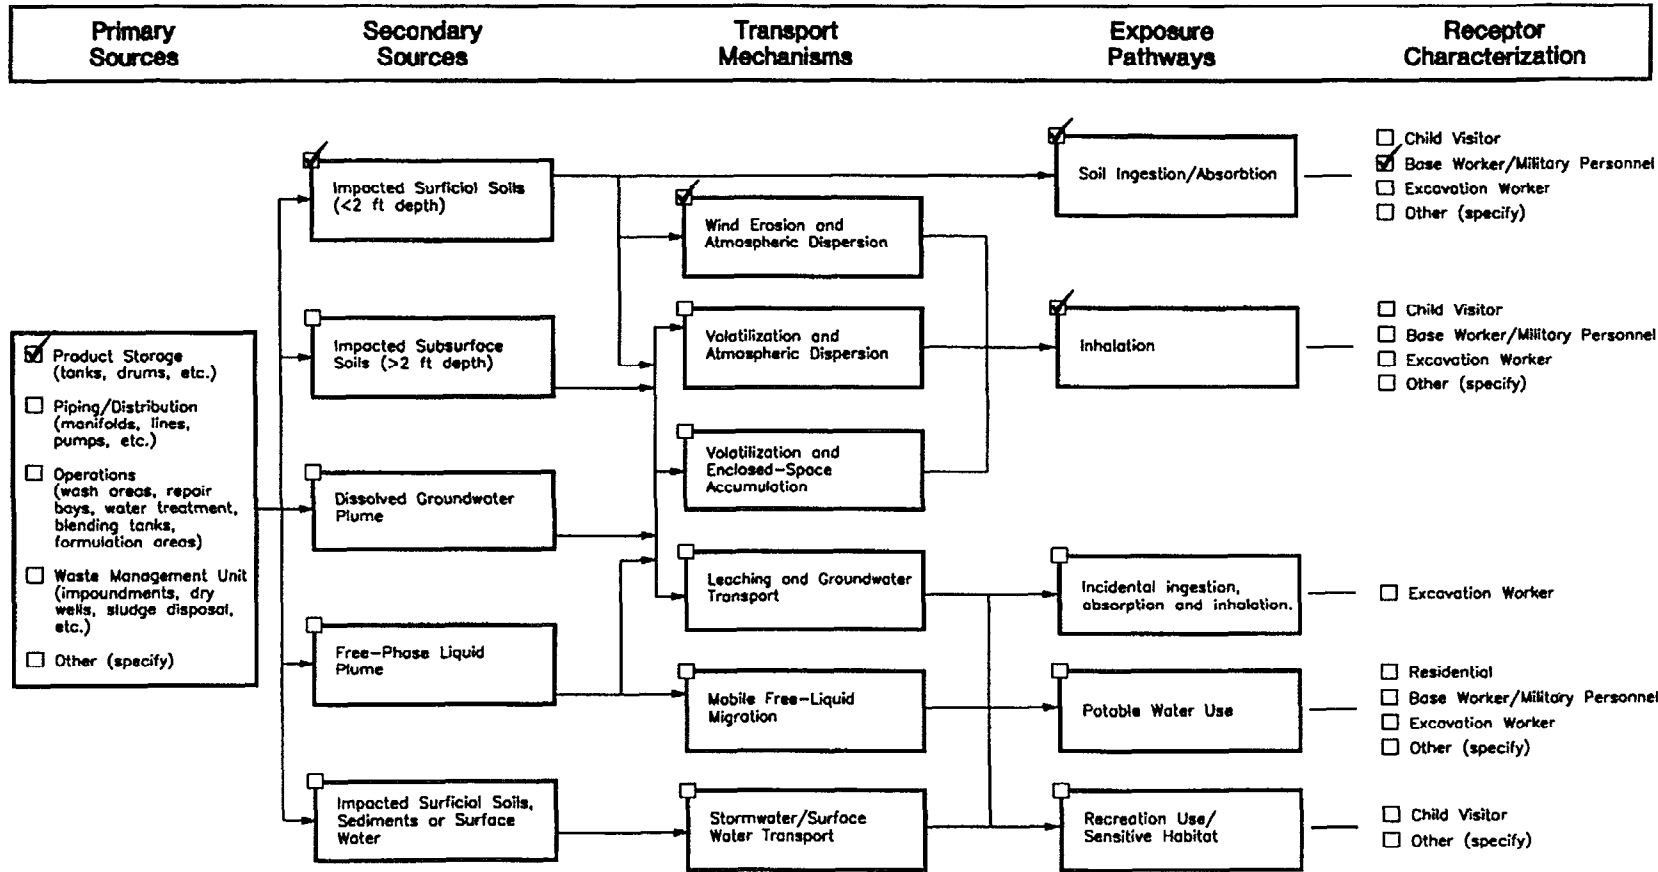 Primary
Sources
Secondary
Sources
Transport
Mechanisms
Exposure
Pathways
Receptor
Characterization
Product Storage
(tanks, drums, etc.)
Piping/Distribution
(manifolds, lines,
pumps, etc.)
Operations
(wash areas, repair
bays, water treatment,
blending tanks,
formulation areas)
Waste Management Unit
(impoundments, dry
wells, sludge disposal,
etc.)
Other (specify)
Impacted Surficial Soils
(<2 ft depth)
Impacted Subsurface
Soils (>2 ft depth)
Dissolved Groundwater
Plume
Free-Phase Liquid
Plume
Impacted Surficial Soils,
Sediments or Surface
Water
Wind Erosion and
Atmospheric Dispersion
Volatilization and
Atmospheric Dispersion
Volatilization and
Enclosed-Space
Accumulation
Leaching and Groundwater
Transport
Mobile Free-Liquid
Migration
Stormwater/Surface
Water Transport
Soil Ingestion/Absorbtion
Inhalation
Incidental ingestion,
absorption and inhalation.
Potable Water Use
Recreation Use/
Sensitive Habitat
Child Visitor
Base Worker/Military Personnel
Excavation Worker
Other (specify)
Child Visitor
Base Worker/Military Personnel
Excavation Worker
Other (specify)
Excavation Worker
Residential
Base Worker/Military Personnel
Excavation Worker
Other (specify)
Child Visitor
Other (specify)